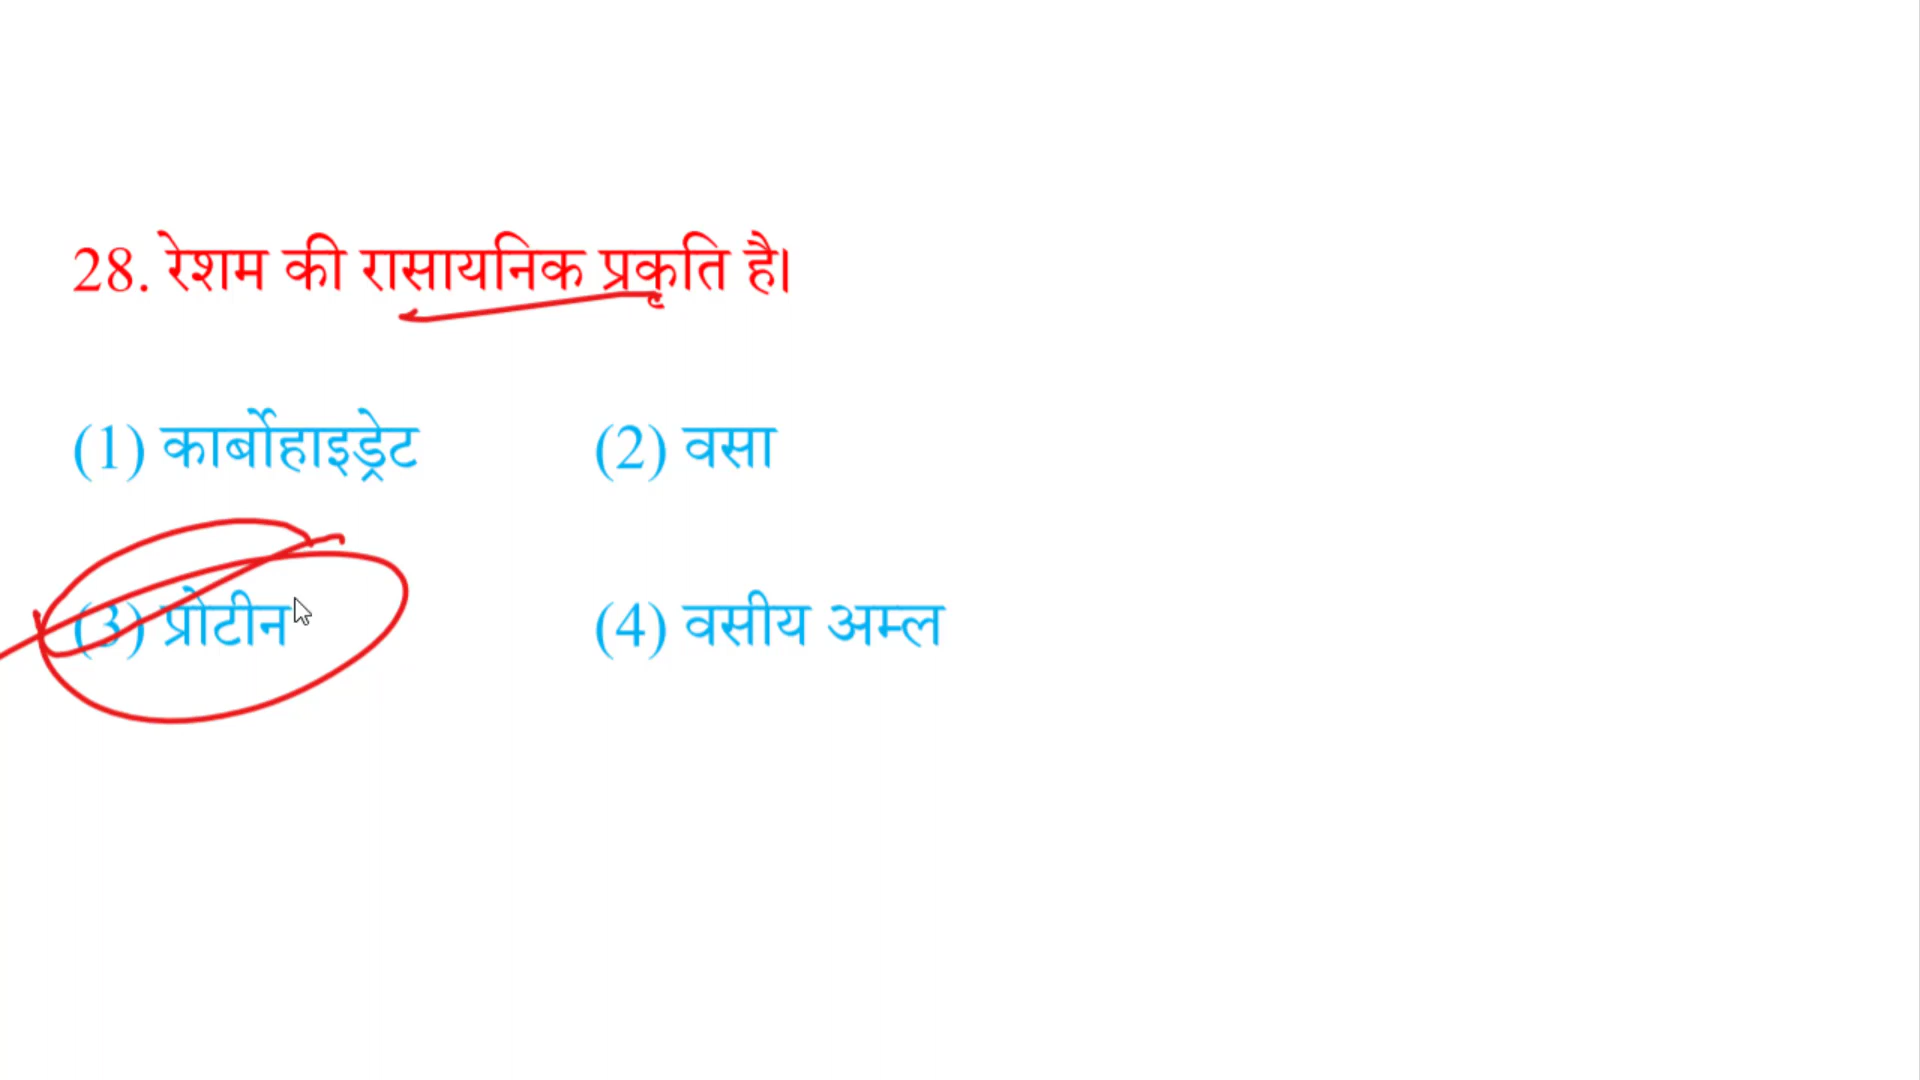 28. रेशम की रासायनिक प्रकृति है।
(1) कार्बोहाइड्रेट (2) वसा
(3) प्रोटीन (4) वसीय अम्ल